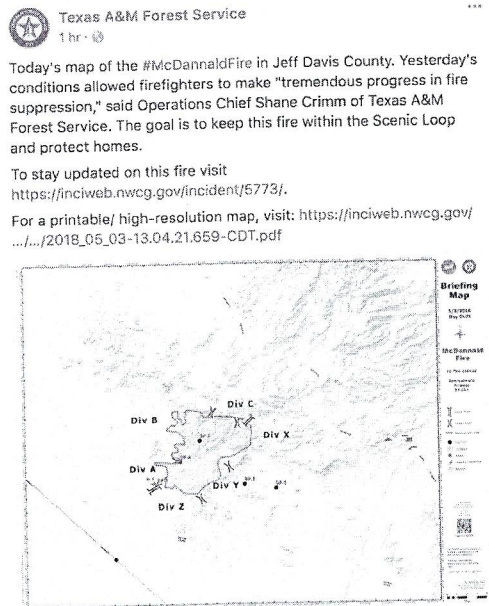 Texas A&M Forest Service
1 hr
Today's map of the #McDannaldFire in Jeff Davis County. Yesterday's
conditions allowed firefighters to make "tremendous progress in fire
suppression," said Operations Chief Shane Crimm of Texas A&M
Forest Service. The goal is to keep this fire within the Scenic Loop
and protect homes.
To stay updated on this fire visit
https://inciweb.nwcg.gov/incident/5773/.
For a printable/ high-resolution map, visit: https://inciweb.nwcg.gov/
.../.../2018_05_03-13.04.21.659-CDT.pdf
Briefing
Map
McDannald
Fire
Div C
Div B
Div X
Div A
Div Y
Div Z